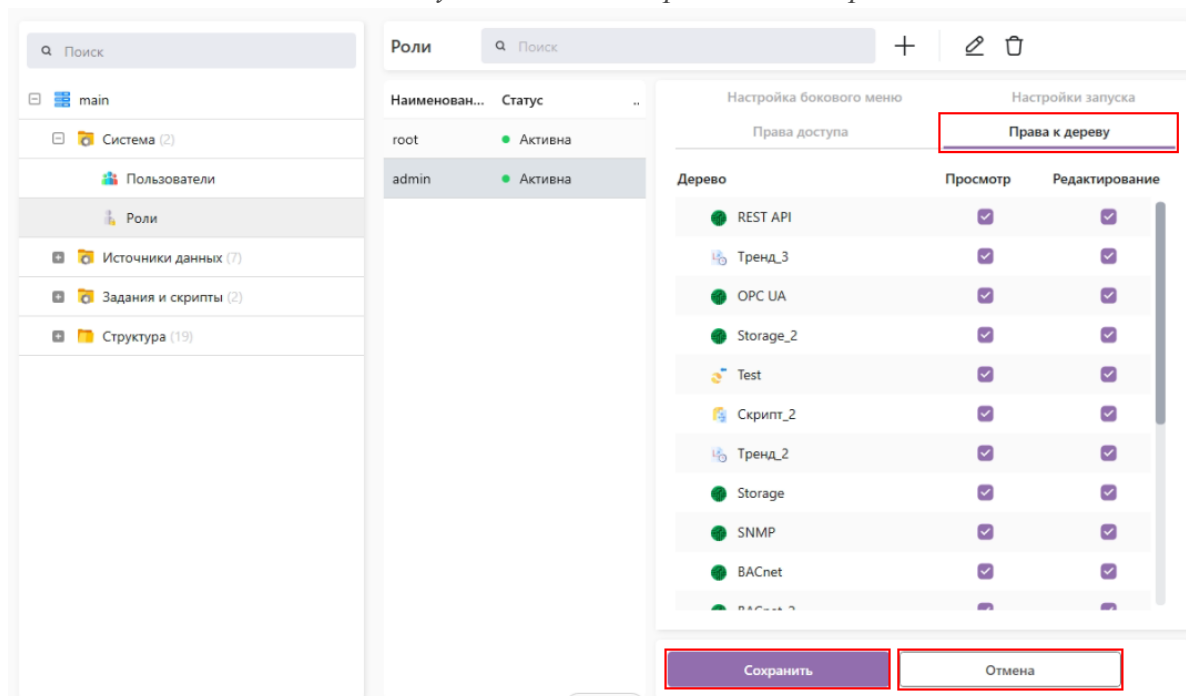 Поиск
main
Система (2)
Пользователи
Роли
Источники данных (7)
Задания и скрипты (2)
Структура (19)
Роли
Поиск
Наименован... Статус ..
root Активна
admin Активна
Настройка бокового меню Настройки запуска
Права доступа Права к дереву
Дерево Просмотр Редактирование
REST API
Тренд_3
OPC UA
Storage_2
Test
Скрипт_2
Тренд_2
Storage
SNMP
BACnet
Сохранить Отмена